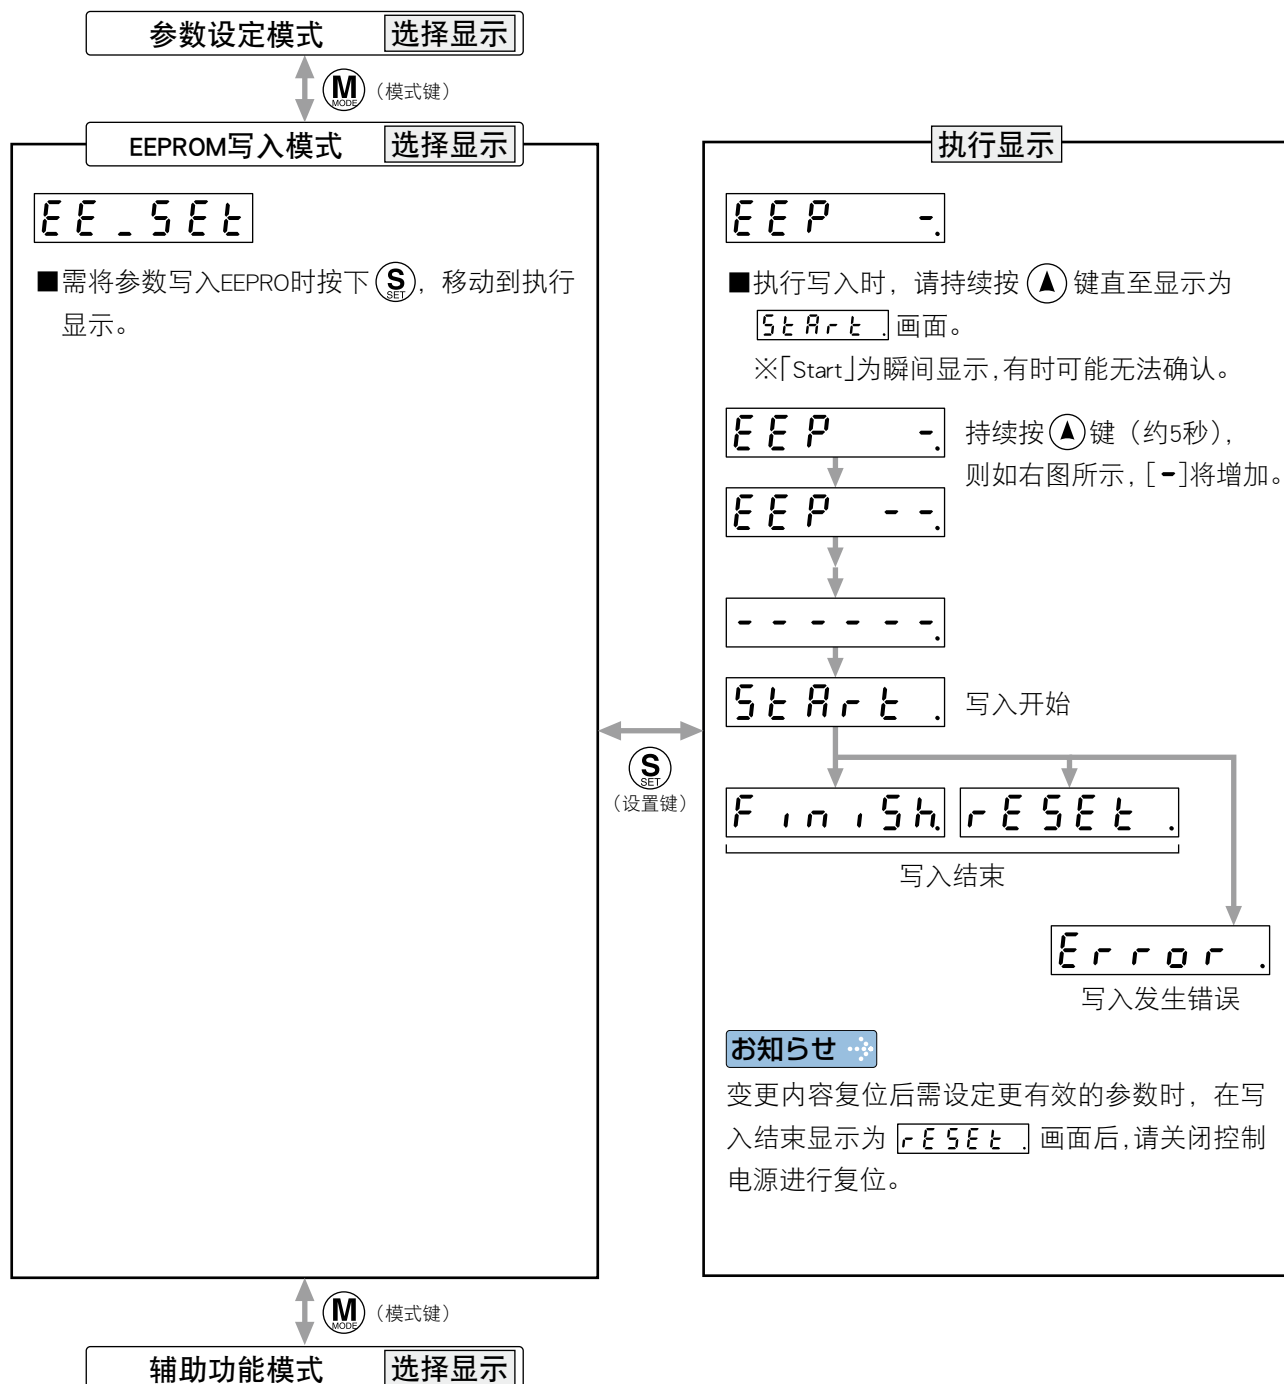 参数设定模式 选择显示
M MODE （模式键）
EEPROM写入模式 选择显示
EE_SEt
■需将参数写入EEPRO时按下 S SET，移动到执行
显示。
S SET
（设置键）
执行显示
EEP -.
■执行写入时，请持续按▲键直至显示为
StArt .画面。
※「Start」为瞬间显示,有时可能无法确认。
EEP -.
持续按▲键（约5秒），
则如右图所示，[-]将增加。
EEP --.
------.
StArt . 写入开始
FiniSh. rESEt .
写入结束
Error .
写入发生错误
お知らせ
变更内容复位后需设定更有效的参数时，在写
入结束显示为 rESEt . 画面后,请关闭控制
电源进行复位。
M MODE （模式键）
辅助功能模式 选择显示